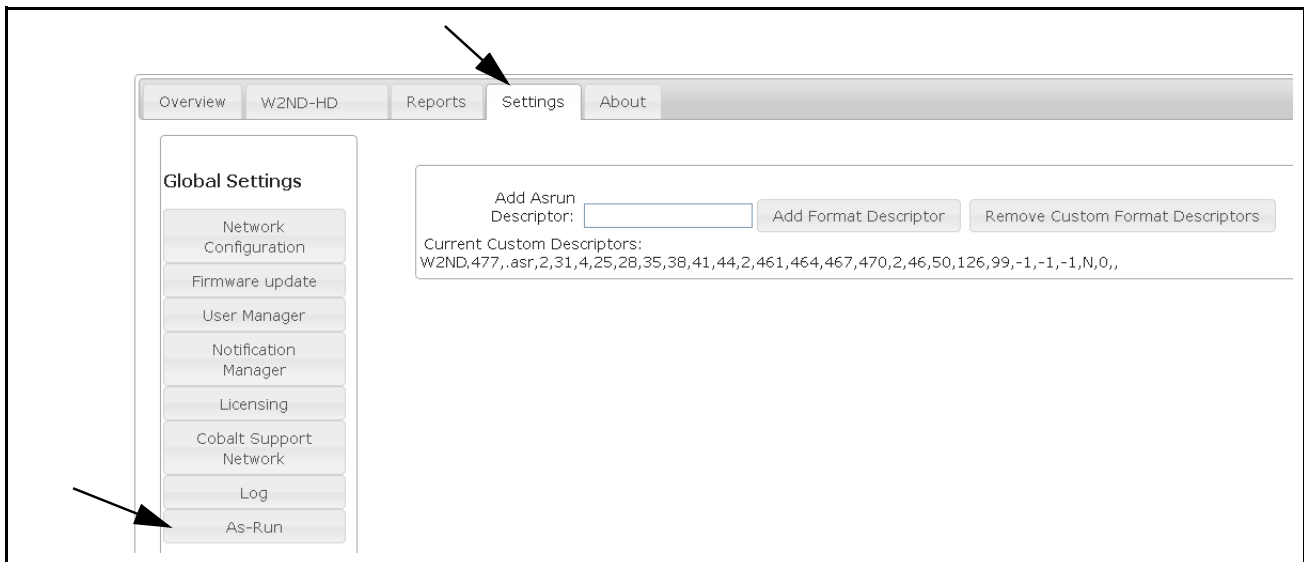 Overview W2ND-HD Reports Settings About
Global Settings
Network
Configuration
Firmware update
User Manager
Notification
Manager
Licensing
Cobalt Support
Network
Log
As-Run
Add Asrun
Descriptor: Add Format Descriptor Remove Custom Format Descriptors
Current Custom Descriptors:
W2ND,477,.asr,2,31,4,25,28,35,38,41,44,2,461,464,467,470,2,46,50,126,99,-1,-1,-1,N,0,,